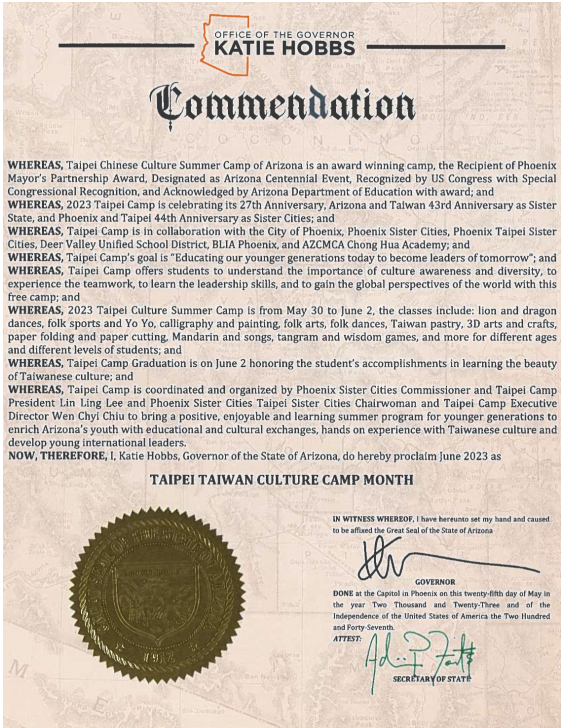 OFFICE OF THE GOVERNOR
KATIE HOBBS
Commendation
WHEREAS, Taipei Chinese Culture Summer Camp of Arizona is an award winning camp, the Recipient of Phoenix
Mayor's Partnership Award, Designated as Arizona Centennial Event, Recognized by US Congress with Special
Congressional Recognition, and Acknowledged by Arizona Department of Education with award; and
WHEREAS, 2023 Taipei Camp is celebrating its 27th Anniversary, Arizona and Taiwan 43rd Anniversary as Sister
State, and Phoenix and Taipei 44th Anniversary as Sister Cities; and
WHEREAS, Taipei Camp is in collaboration with the City of Phoenix, Phoenix Sister Cities, Phoenix Taipei Sister
Cities, Deer Valley Unified School District, BLIA Phoenix, and AZCMCA Chong Hua Academy; and
WHEREAS, Taipei Camp's goal is "Educating our younger generations today to become leaders of tomorrow"; and
WHEREAS, Taipei Camp offers students to understand the importance of culture awareness and diversity, to
experience the teamwork, to learn the leadership skills, and to gain the global perspectives of the world with this
free camp; and
WHEREAS, 2023 Taipei Culture Summer Camp is from May 30 to June 2, the classes include: lion and dragon
dances, folk sports and Yo Yo, calligraphy and painting, folk arts, folk dances, Taiwan pastry, 3D arts and crafts,
paper folding and paper cutting, Mandarin and songs, tangram and wisdom games, and more for different ages
and different levels of students; and
WHEREAS, Taipei Camp Graduation is on June 2 honoring the student's accomplishments in learning the beauty
of Taiwanese culture; and
WHEREAS, Taipei Camp is coordinated and organized by Phoenix Sister Cities Commissioner and Taipei Camp
President Lin Ling Lee and Phoenix Sister Cities Taipei Sister Cities Chairwoman and Taipei Camp Executive
Director Wen Chyi Chiu to bring a positive, enjoyable and learning summer program for younger generations to
enrich Arizona's youth with educational and cultural exchanges, hands on experience with Taiwanese culture and
develop young international leaders.
NOW, THEREFORE, I, Katie Hobbs, Governor of the State of Arizona, do hereby proclaim June 2023 as
TAIPEI TAIWAN CULTURE CAMP MONTH
IN WITNESS WHEREOF, I have hereunto set my hand and caused
to be affixed the Great Seal of the State of Arizona
GOVERNOR
DONE at the Capitol in Phoenix on this twenty-fifth day of May in
the year Two Thousand and Twenty-Three and of the
Independence of the United States of America the Two Hundred
and Forty-Seventh.
ATTEST:
SECRETARY OF STATE